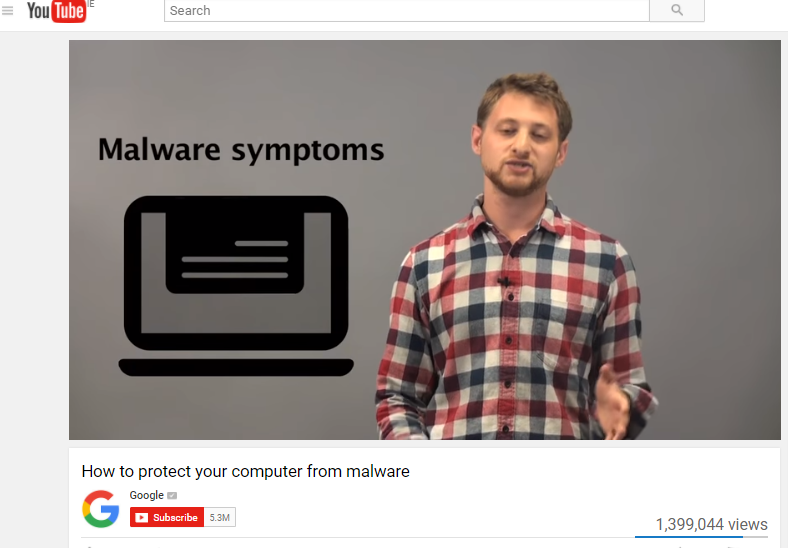 YouTube IE
Search
Malware symptoms
How to protect your computer from malware
Google
Subscribe 5.3M
1,399,044 views